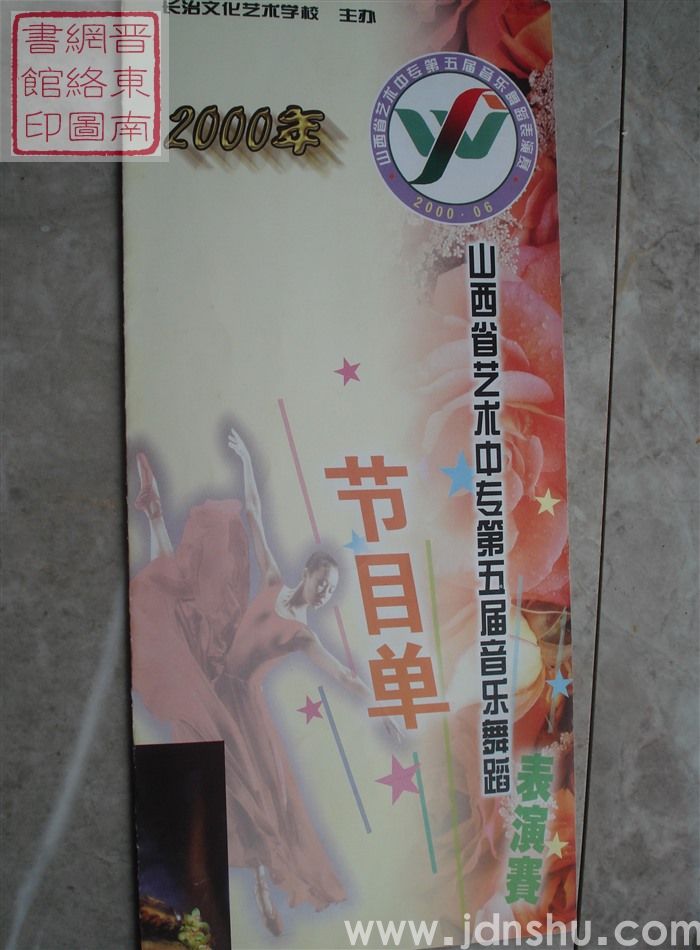 长治文化艺术学校 主办
晋東南
網絡圖
書館印
2000年
山西省艺术中专第五届音乐舞蹈表演赛
2000·06
山西省艺术中专第五届音乐舞蹈
表演賽
节目单
www.jdnshu.com